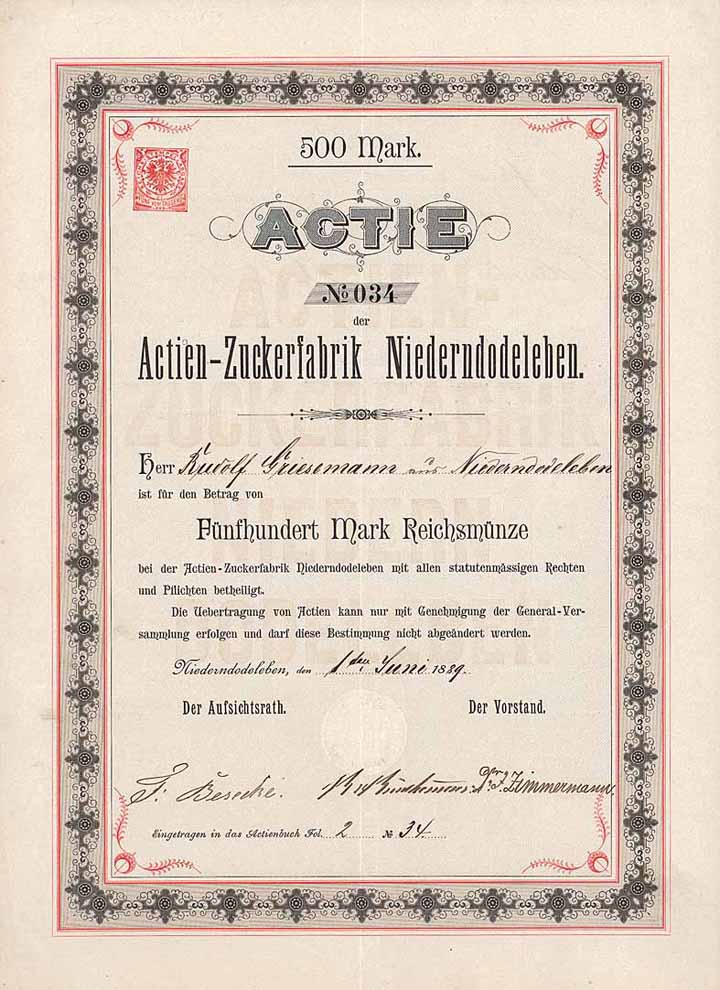 500 Mark.
ACTIE
No 034
der
Actien-Zuckerfabrik Niederndodeleben.
Herr Rudolf Griesemann aus Niederndodeleben
ist für den Betrag von
Fünfhundert Mark Reichsmünze
bei der Actien-Zuckerfabrik Niederndodeleben mit allen statutenmässigen Rechten
und Pflichten betheiligt.
Die Uebertragung von Actien kann nur mit Genehmigung der General-Ver-
sammlung erfolgen und darf diese Bestimmung nicht abgeändert werden.
Niederndodeleben, den 1ten Juni 1889.
Der Aufsichtsrath. Der Vorstand.
Zimmermann.
Eingetragen in das Actienbuch Fol. 2 No 34.